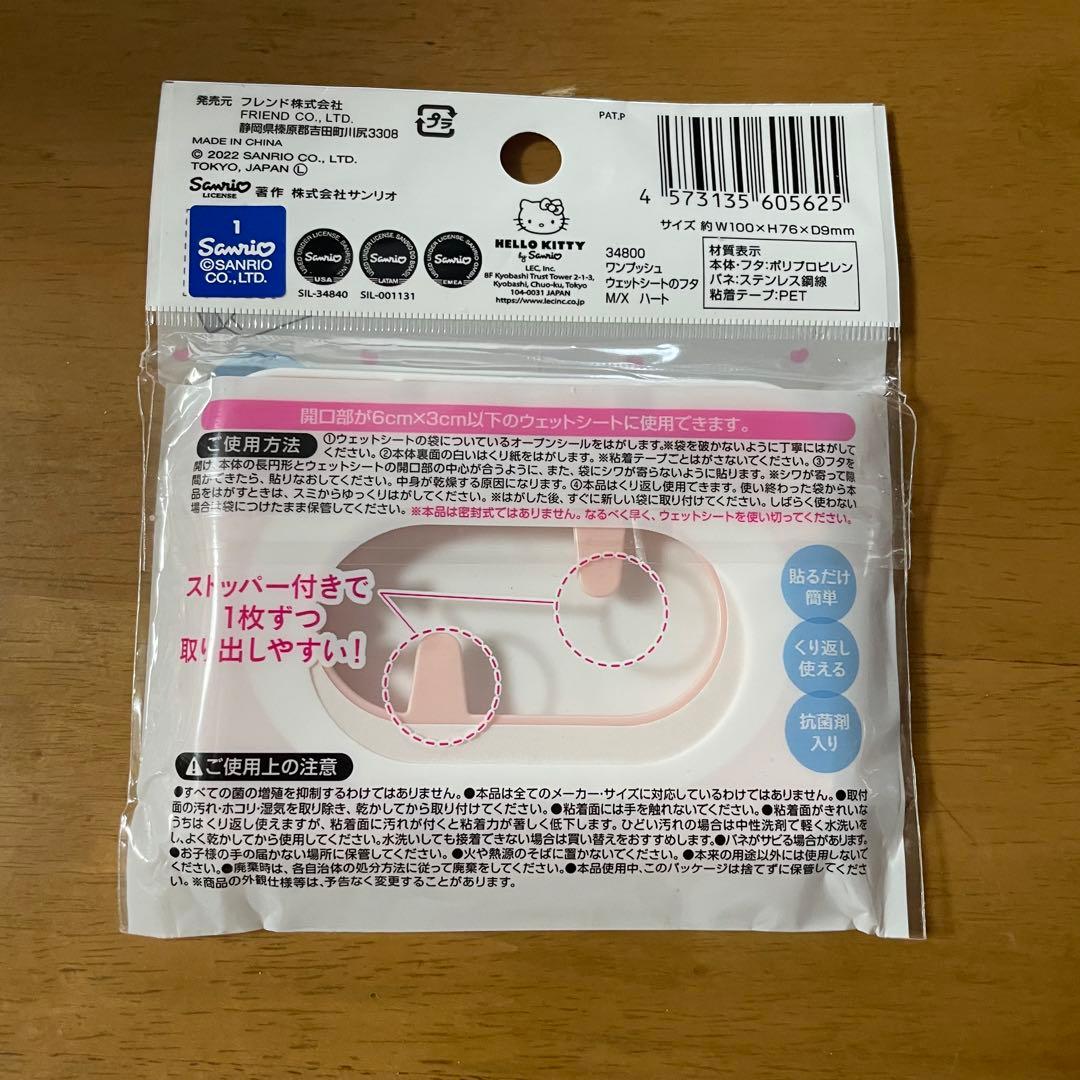 発売元 フレンド株式会社
FRIEND CO., LTD.
静岡県榛原郡吉田町川尻3308
MADE IN CHINA
© 2022 SANRIO CO., LTD.
TOKYO, JAPAN Ⓛ
Sanrio LICENSE 著作 株式会社サンリオ
プラ
PAT.P
4 573135 605625
サイズ 約W100×H76×D9mm
1
Sanrio
©SANRIO
CO., LTD.
USED UNDER LICENSE. SANRIO, INC.
Sanrio
USA
SIL-34840
USED UNDER LICENSE. SANRIO DO BRASIL
Sanrio
LATAM
SIL-001131
USED UNDER LICENSE. SANRIO GMBH
Sanrio
EMEA
HELLO KITTY
by Sanrio
LEC, Inc.
8F Kyobashi Trust Tower 2-1-3,
Kyobashi, Chuo-ku, Tokyo
104-0031 JAPAN
https://www.lecinc.co.jp
34800
ワンプッシュ
ウェットシートのフタ
M/X ハート
材質表示
本体・フタ:ポリプロピレン
バネ:ステンレス鋼線
粘着テープ:PET
開口部が6cm×3cm以下のウェットシートに使用できます。
ご使用方法 ①ウェットシートの袋についているオープンシールをはがします。※袋を破かないように丁寧にはがして
ください。②本体裏面の白いはくり紙をはがします。※粘着テープごとはがさないでください。③フタを
開け、本体の長円形とウェットシートの開口部の中心が合うように、また、袋にシワが寄らないように貼ります。※シワが寄って隙
間ができたら、貼りなおしてください。中身が乾燥する原因になります。④本品はくり返し使用できます。使い終わった袋から本
品をはがすときは、スミからゆっくりはがしてください。※はがした後、すぐに新しい袋に取り付けてください。しばらく使わない
場合は袋につけたまま保管してください。※本品は密封式ではありません。なるべく早く、ウェットシートを使い切ってください。
ストッパー付きで
1枚ずつ
取り出しやすい!
貼るだけ
簡単
くり返し
使える
抗菌剤
入り
ご使用上の注意
●すべての菌の増殖を抑制するわけではありません。●本品は全てのメーカー・サイズに対応しているわけではありません。●取付
面の汚れ・ホコリ・湿気を取り除き、乾かしてから取り付けてください。●粘着面には手を触れないでください。●粘着面がきれいな
うちはくり返し使えますが、粘着面に汚れが付くと粘着力が著しく低下します。ひどい汚れの場合は中性洗剤で軽く水洗いを
し、よく乾かしてから使用してください。水洗いしても接着できない場合は買い替えをおすすめします。●バネがサビる場合があります。
●お子様の手の届かない場所に保管してください。●火や熱源のそばに置かないでください。●本来の用途以外には使用しないで
ください。●廃棄時は、各自治体の処分方法に従って廃棄をしてください。●本品使用中、このパッケージは捨てずに保管してくださ
い。※商品の外観仕様等は、予告なく変更することがあります。